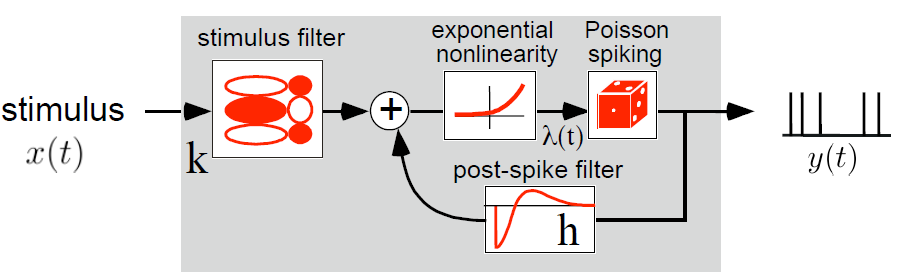 stimulus filter
exponential
nonlinearity
Poisson
spiking
stimulus
x(t)
k
+
λ(t)
y(t)
post-spike filter
h